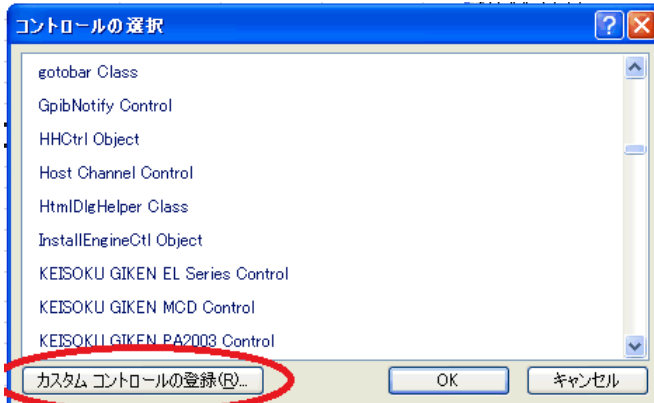 コントロールの選択
gotobar Class
GpibNotify Control
HHCtrl Object
Host Channel Control
HtmlDlgHelper Class
InstallEngineCtl Object
KEISOKU GIKEN EL Series Control
KEISOKU GIKEN MCD Control
KEISOKU GIKEN PA2003 Control
カスタム コントロールの登録(R)...
OK
キャンセル